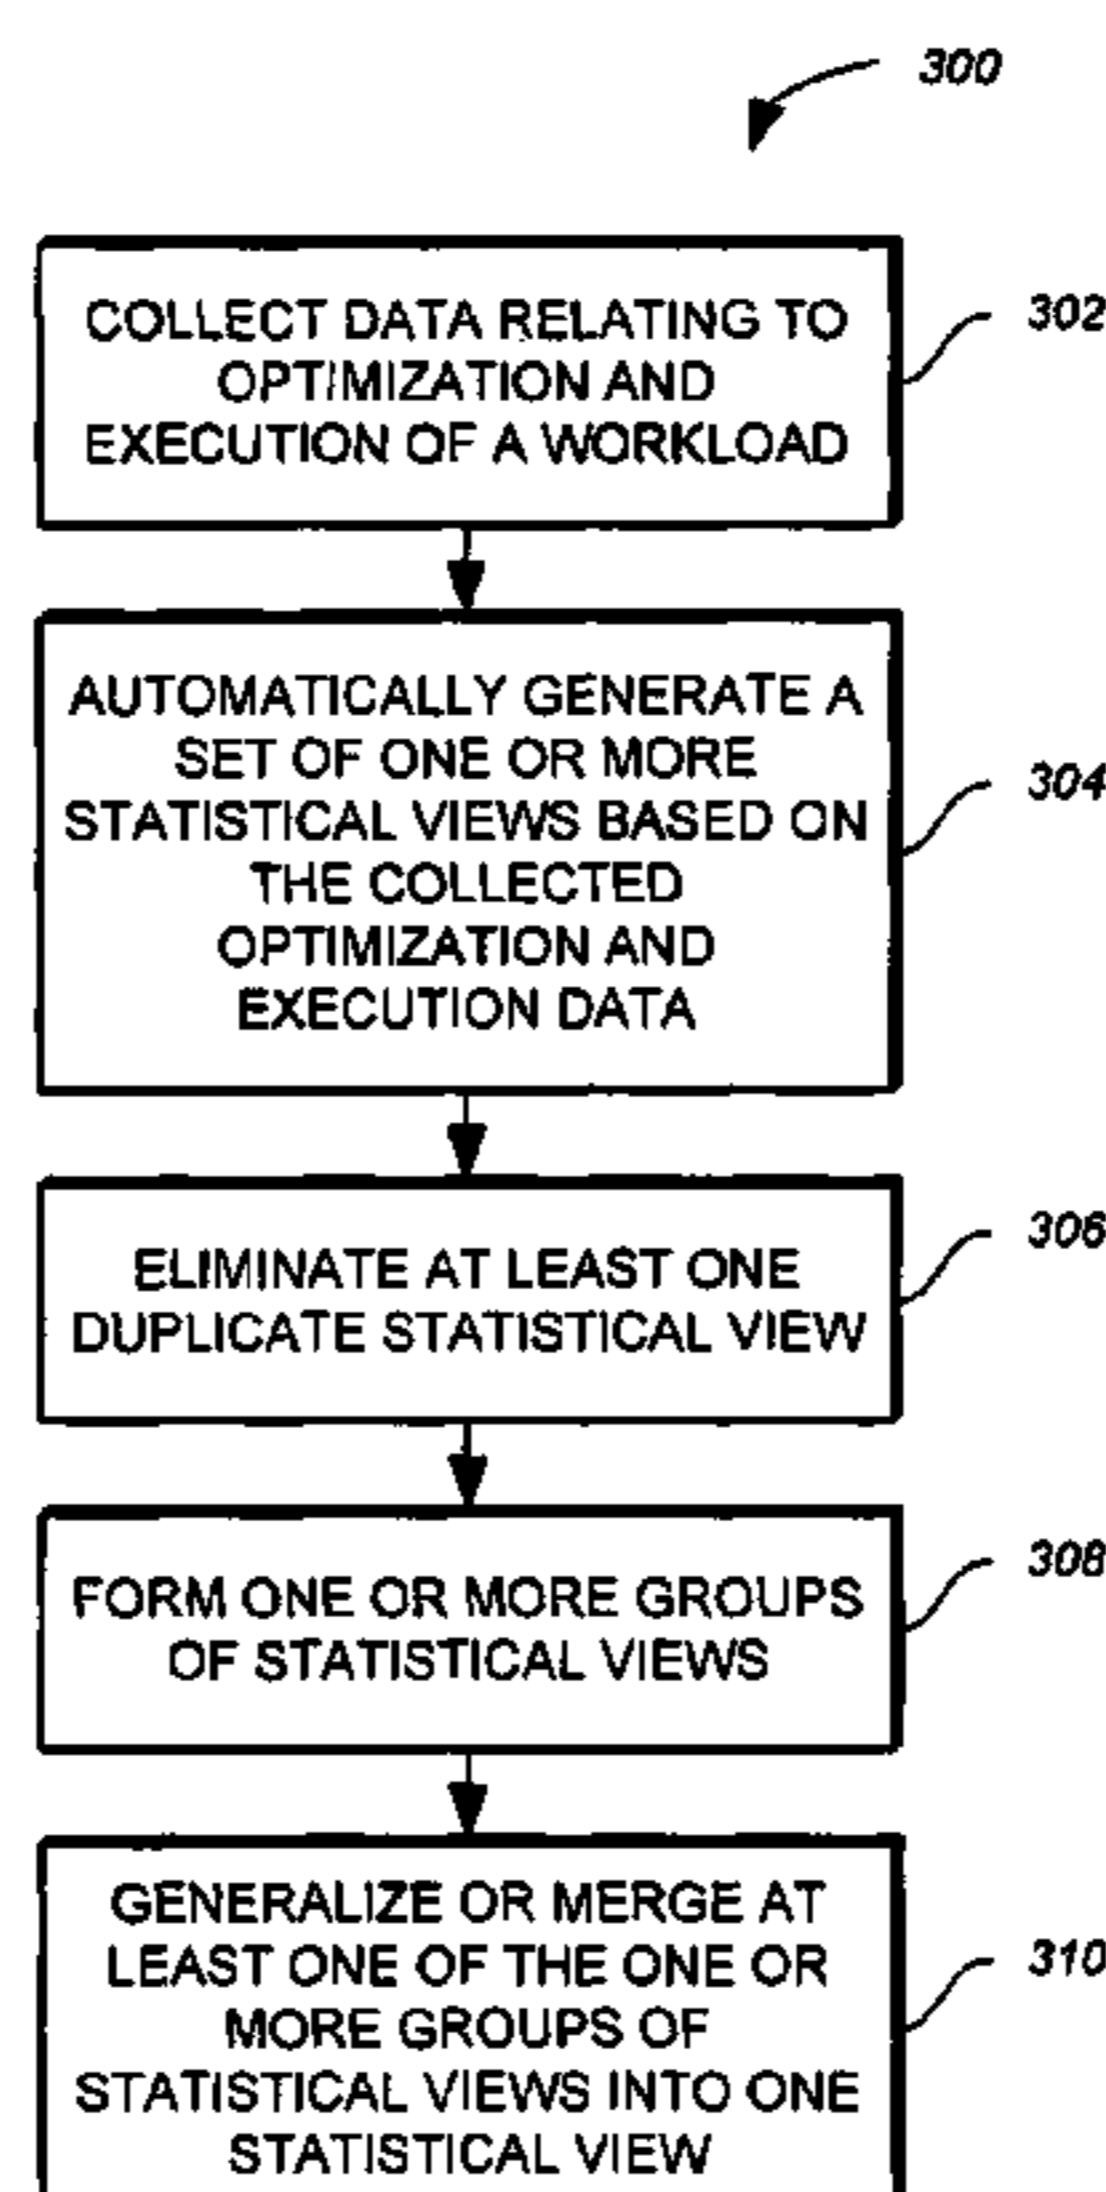 300
COLLECT DATA RELATING TO
OPTIMIZATION AND
EXECUTION OF A WORKLOAD
302
AUTOMATICALLY GENERATE A
SET OF ONE OR MORE
STATISTICAL VIEWS BASED ON
THE COLLECTED
OPTIMIZATION AND
EXECUTION DATA
304
ELIMINATE AT LEAST ONE
DUPLICATE STATISTICAL VIEW
306
FORM ONE OR MORE GROUPS
OF STATISTICAL VIEWS
308
GENERALIZE OR MERGE AT
LEAST ONE OF THE ONE OR
MORE GROUPS OF
STATISTICAL VIEWS INTO ONE
STATISTICAL VIEW
310